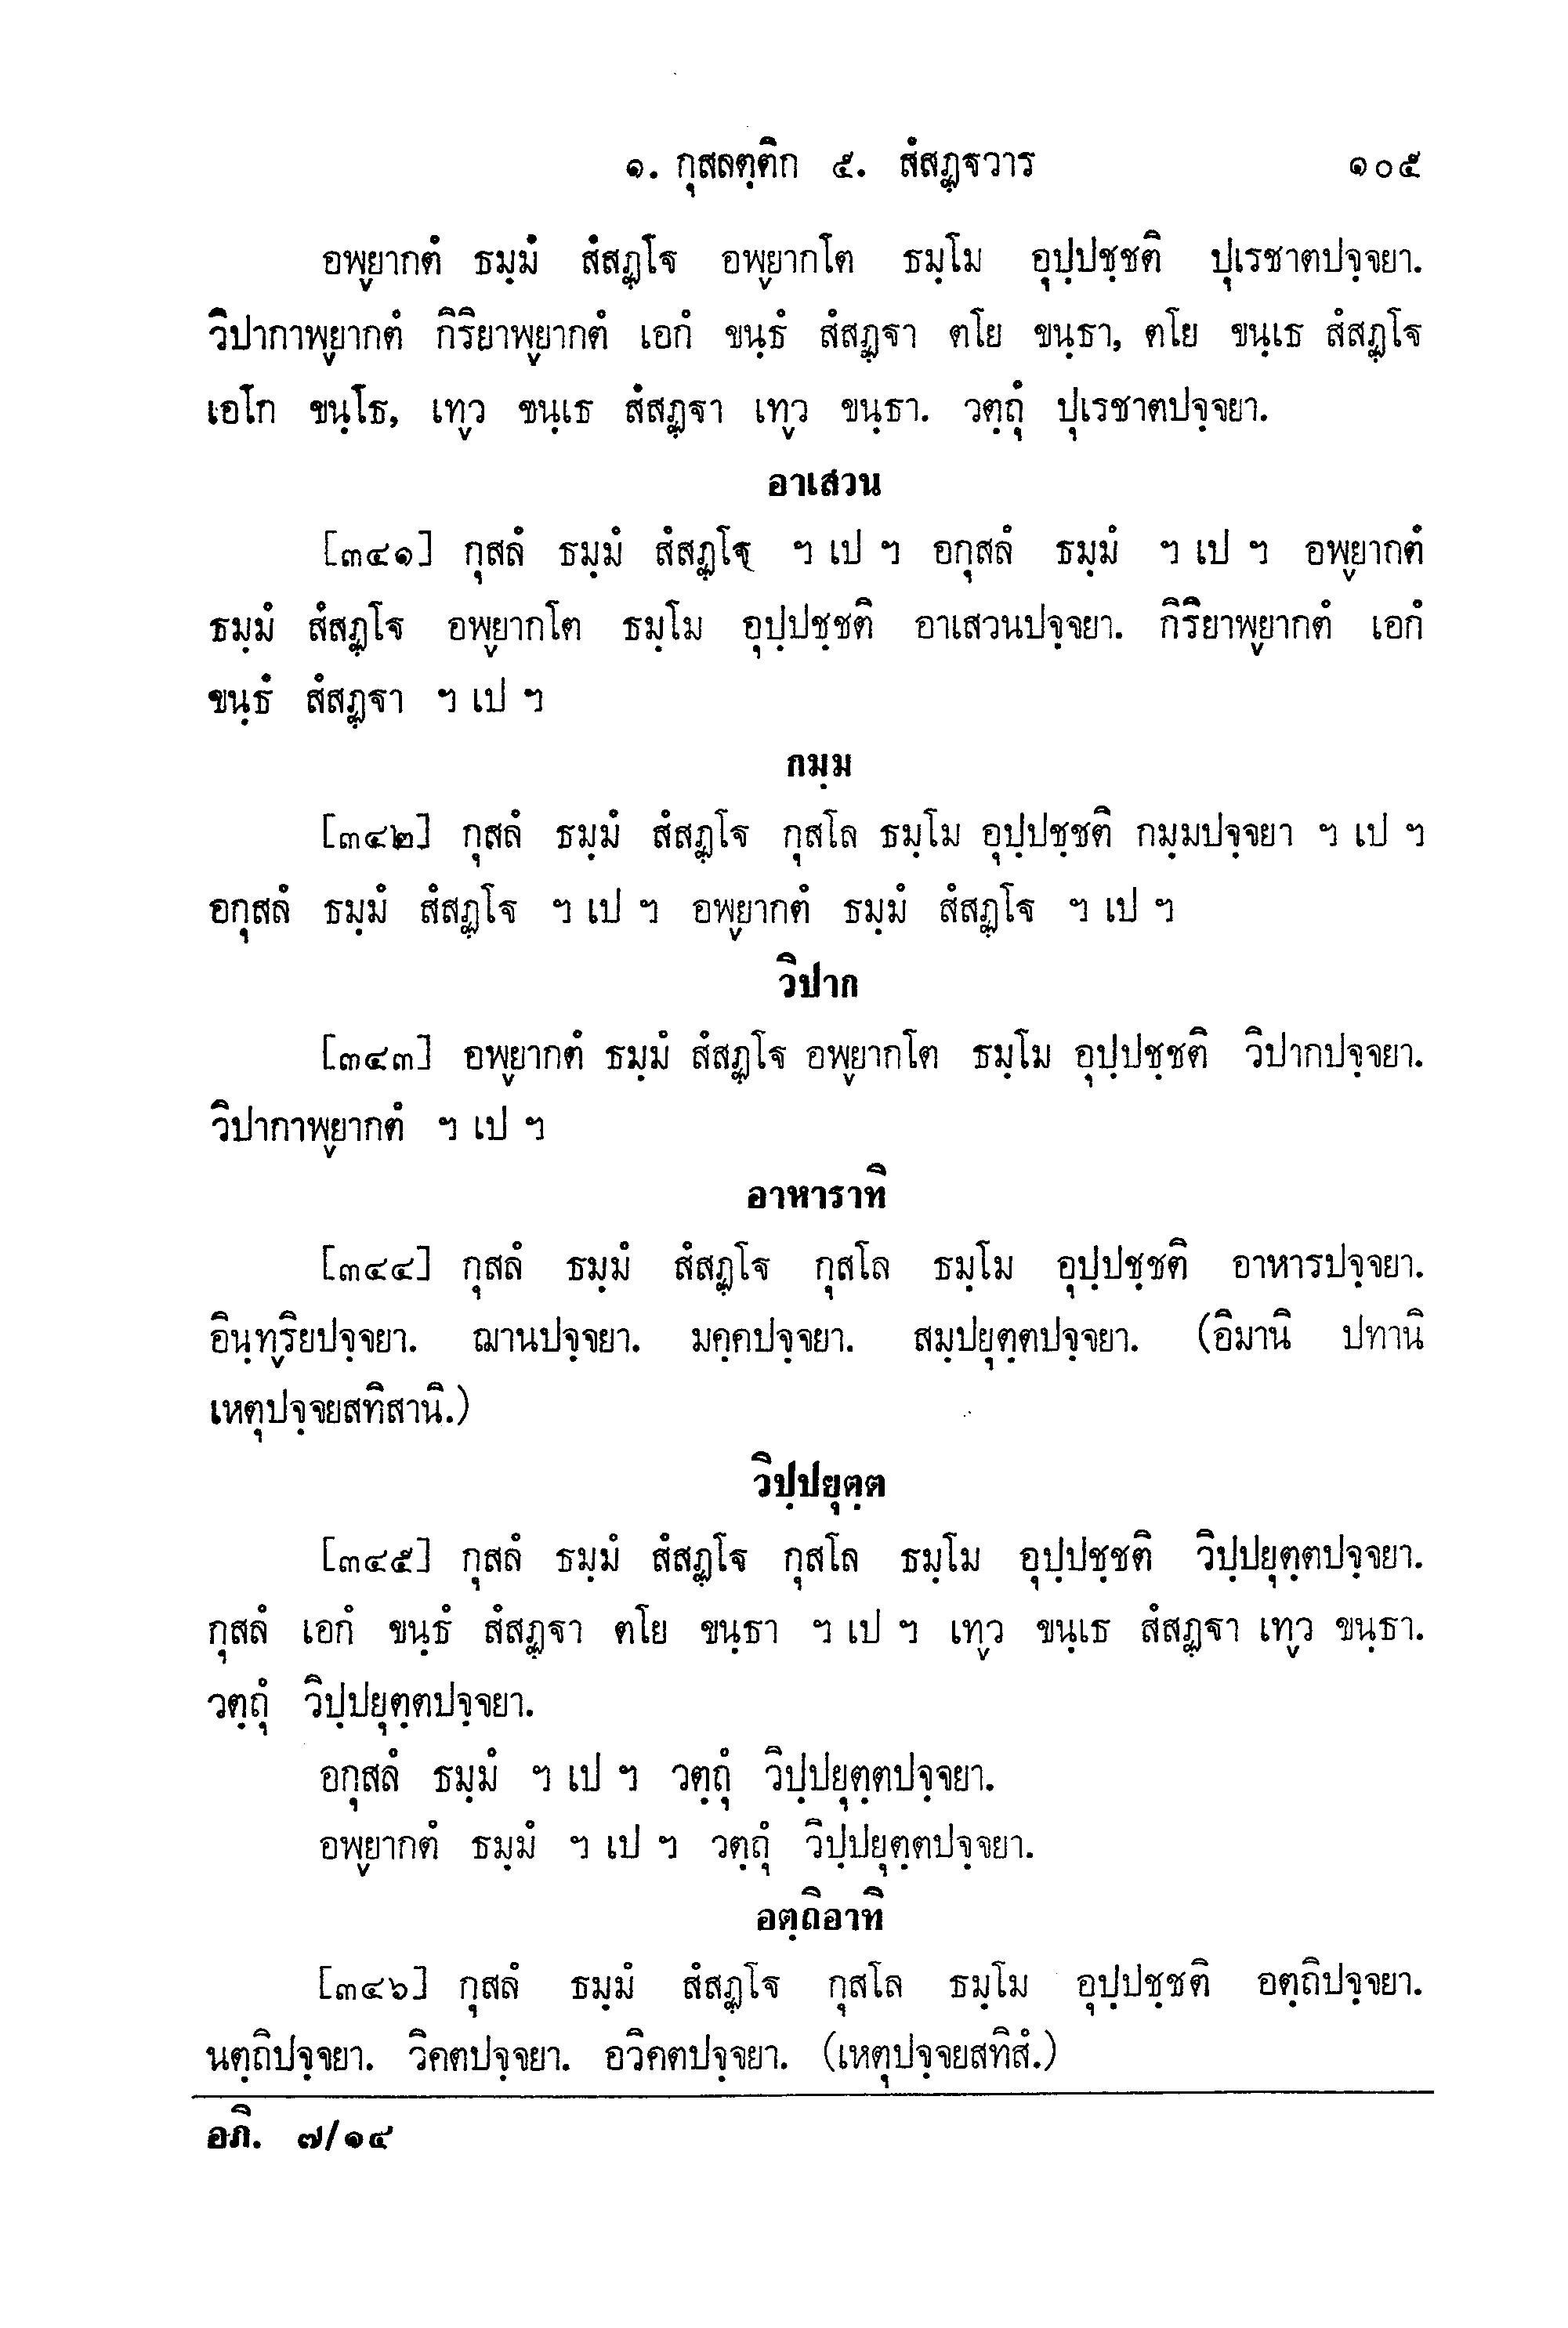 ๑. กุสลตฺติก ๕. สํสฏฺฐวาร ๑๐๕
อพฺยากตํ ธมฺมํ สํสฏฺโฐ อพฺยากโต ธมฺโม อุปฺปชฺชติ ปุเรชาตปจฺจยา.
วิปากาพฺยากตํ กิริยาพฺยากตํ เอกํ ขนฺธํ สํสฏฺฐา ตโย ขนฺธา, ตโย ขนฺเธ สํสฏฺโฐ
เอโก ขนฺโธ, เทฺว ขนฺเธ สํสฏฺฐา เทฺว ขนฺธา. วตฺถุํ ปุเรชาตปจฺจยา.
อาเสวน
[๓๔๑] กุสลํ ธมฺมํ สํสฏฺโฐ ฯ เป ฯ อกุสลํ ธมฺมํ ฯ เป ฯ อพฺยากตํ
ธมฺมํ สํสฏฺโฐ อพฺยากโต ธมฺโม อุปฺปชฺชติ อาเสวนปจฺจยา. กิริยาพฺยากตํ เอกํ
ขนฺธํ สํสฏฺฐา ฯ เป ฯ
กมฺม
[๓๔๒] กุสลํ ธมฺมํ สํสฏฺโฐ กุสโล ธมฺโม อุปฺปชฺชติ กมฺมปจฺจยา ฯ เป ฯ
อกุสลํ ธมฺมํ สํสฏฺโฐ ฯ เป ฯ อพฺยากตํ ธมฺมํ สํสฏฺโฐ ฯ เป ฯ
วิปาก
[๓๔๓] อพฺยากตํ ธมฺมํ สํสฏฺโฐ อพฺยากโต ธมฺโม อุปฺปชฺชติ วิปากปจฺจยา.
วิปากาพฺยากตํ ฯ เป ฯ
อาหาราทิ
[๓๔๔] กุสลํ ธมฺมํ สํสฏฺโฐ กุสโล ธมฺโม อุปฺปชฺชติ อาหารปจฺจยา.
อินฺทฺริยปจฺจยา. ฌานปจฺจยา. มคฺคปจฺจยา. สมฺปยุตฺตปจฺจยา. (อิมานิ ปทานิ
เหตุปจฺจยสทิสานิ.)
วิปฺปยุตฺต
[๓๔๕] กุสลํ ธมฺมํ สํสฏฺโฐ กุสโล ธมฺโม อุปฺปชฺชติ วิปฺปยุตฺตปจฺจยา.
กุสลํ เอกํ ขนฺธํ สํสฏฺฐา ตโย ขนฺธา ฯ เป ฯ เทฺว ขนฺเธ สํสฏฺฐา เทฺว ขนฺธา.
วตฺถุํ วิปฺปยุตฺตปจฺจยา.
อกุสลํ ธมฺมํ ฯ เป ฯ วตฺถุํ วิปฺปยุตฺตปจฺจยา.
อพฺยากตํ ธมฺมํ ฯ เป ฯ วตฺถุํ วิปฺปยุตฺตปจฺจยา.
อตฺถิอาทิ
[๓๔๖] กุสลํ ธมฺมํ สํสฏฺโฐ กุสโล ธมฺโม อุปฺปชฺชติ อตฺถิปจฺจยา.
นตฺถิปจฺจยา. วิคตปจฺจยา. อวิคตปจฺจยา. (เหตุปจฺจยสทิสํ.)
อภิ. ๗/๑๔